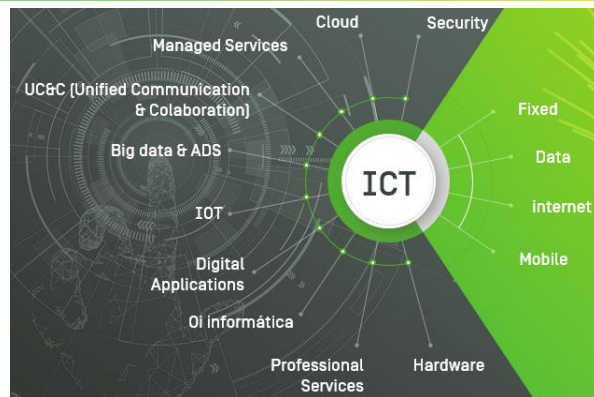 Cloud
Security
Managed Services
UC&C (Unified Communication
& Colaboration)
Big data & ADS
IOT
Digital
Applications
Oi informática
Professional
Services
Hardware
ICT
Fixed
Data
internet
Mobile